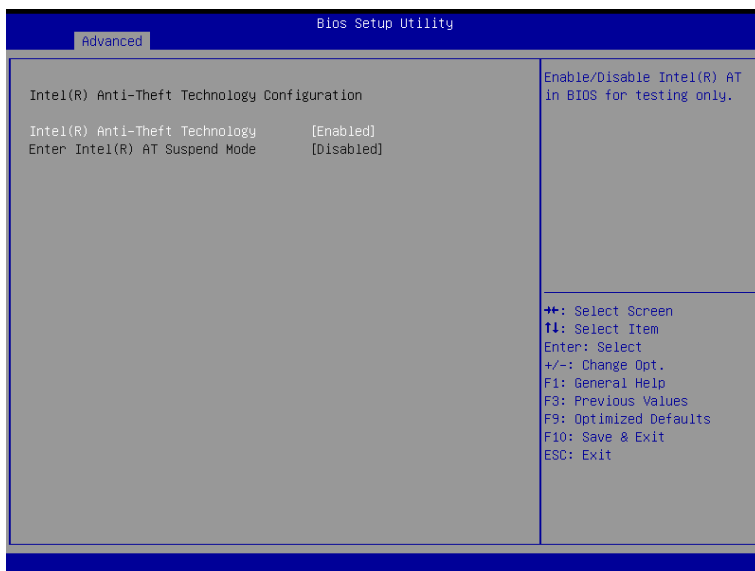 Bios Setup Utility
Advanced
Intel(R) Anti-Theft Technology Configuration
Intel(R) Anti-Theft Technology [Enabled]
Enter Intel(R) AT Suspend Mode [Disabled]
Enable/Disable Intel(R) AT
in BIOS for testing only.
→←: Select Screen
↑↓: Select Item
Enter: Select
+/-: Change Opt.
F1: General Help
F3: Previous Values
F9: Optimized Defaults
F10: Save & Exit
ESC: Exit